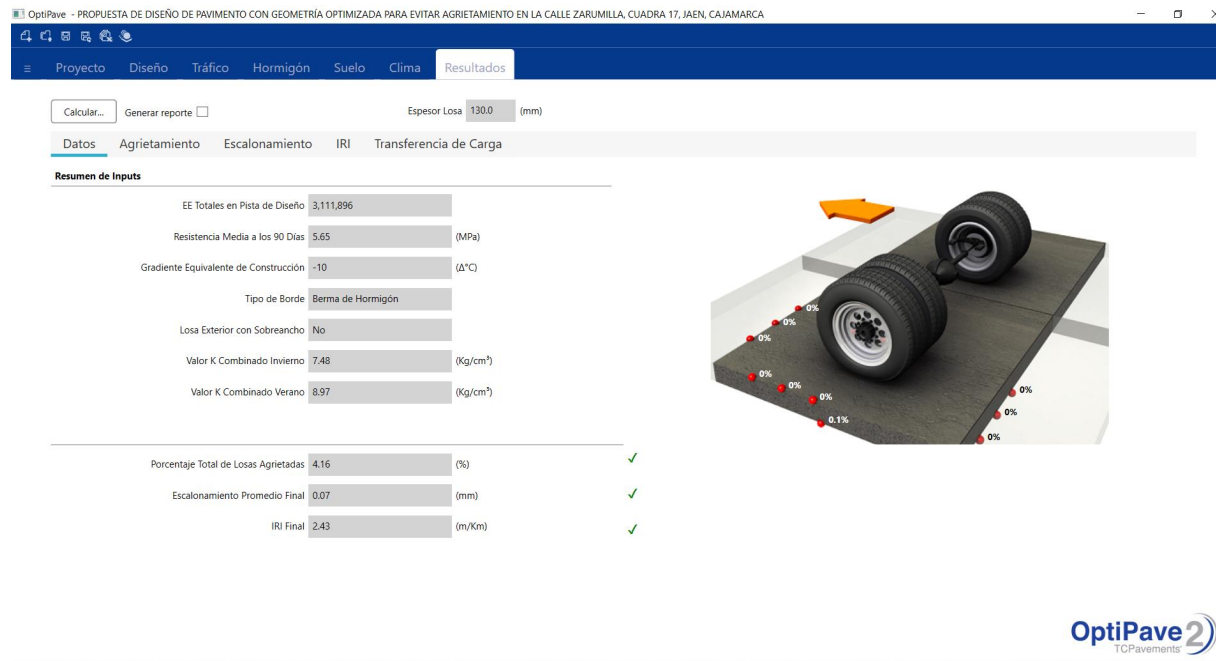 OptiPave - PROPUESTA DE DISEÑO DE PAVIMENTO CON GEOMETRÍA OPTIMIZADA PARA EVITAR AGRIETAMIENTO EN LA CALLE ZARUMILLA, CUADRA 17, JAEN, CAJAMARCA
Proyecto Diseño Tráfico Hormigón Suelo Clima Resultados
Calcular... Generar reporte Espesor Losa 130.0 (mm)
Datos Agrietamiento Escalonamiento IRI Transferencia de Carga
Resumen de Inputs
EE Totales en Pista de Diseño 3,111,896
Resistencia Media a los 90 Días 5.65 (MPa)
Gradiente Equivalente de Construcción -10 (Δ°C)
Tipo de Borde Berma de Hormigón
Losa Exterior con Sobreancho No
Valor K Combinado Invierno 7.48 (Kg/cm³)
Valor K Combinado Verano 8.97 (Kg/cm³)
0%
0%
0%
0%
0%
0%
0.1%
0%
0%
0%
Porcentaje Total de Losas Agrietadas 4.16 (%)
Escalonamiento Promedio Final 0.07 (mm)
IRI Final 2.43 (m/Km)
OptiPave 2
TCPavements